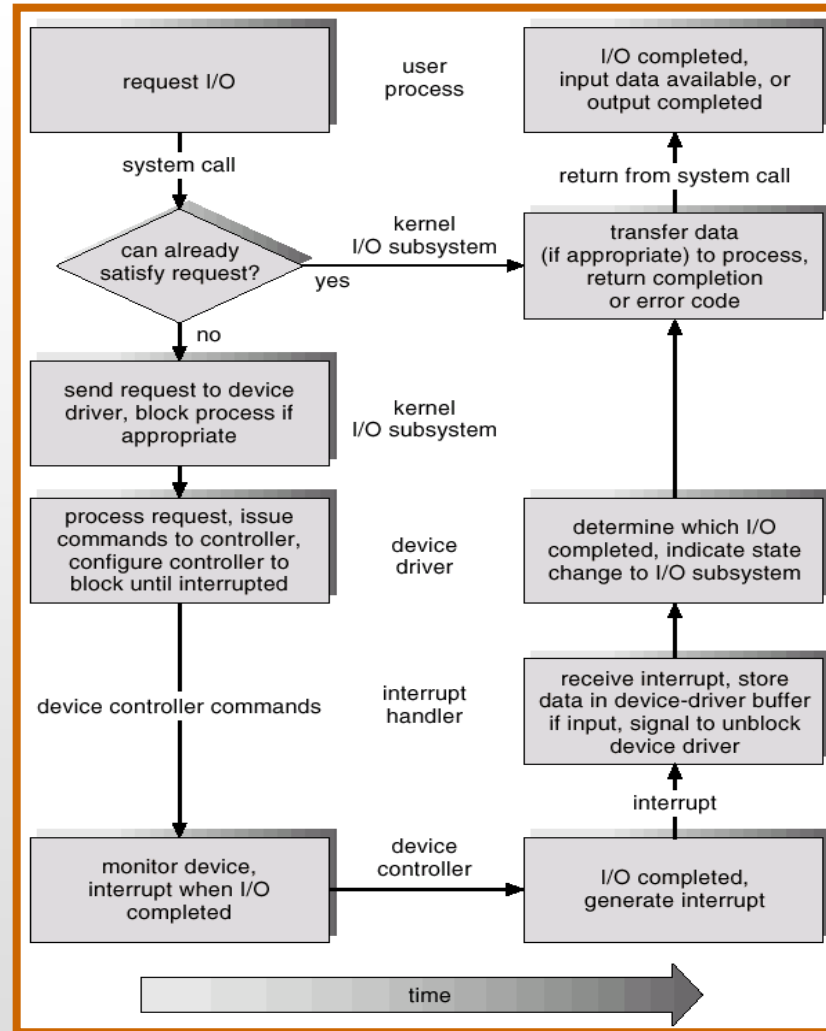 request I/O
user
process
I/O completed,
input data available, or
output completed
system call
return from system call
can already
satisfy request?
kernel
I/O subsystem
yes
transfer data
(if appropriate) to process,
return completion
or error code
no
send request to device
driver, block process if
appropriate
kernel
I/O subsystem
process request, issue
commands to controller,
configure controller to
block until interrupted
device
driver
determine which I/O
completed, indicate state
change to I/O subsystem
device controller commands
interrupt
handler
receive interrupt, store
data in device-driver buffer
if input, signal to unblock
device driver
interrupt
monitor device,
interrupt when I/O
completed
device
controller
I/O completed,
generate interrupt
time